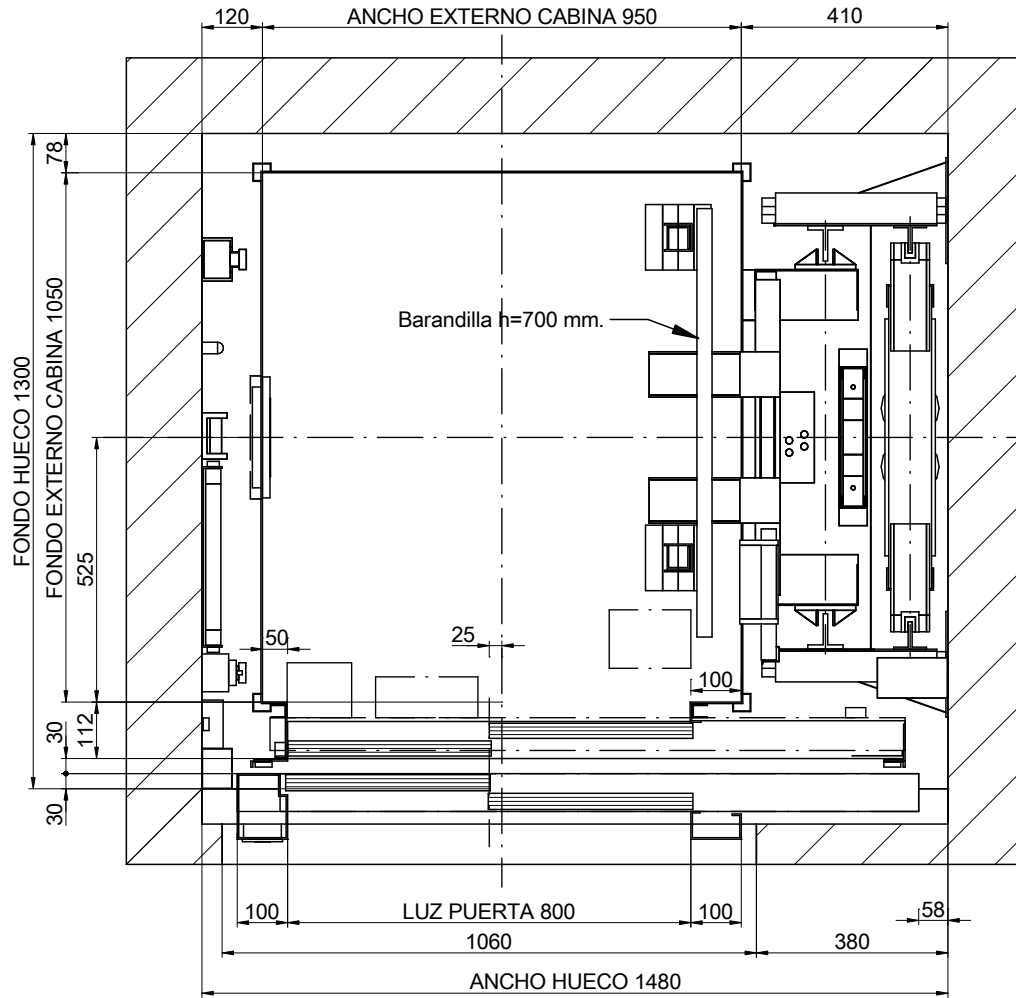 120
ANCHO EXTERNO CABINA 950
410
78
FONDO HUECO 1300
FONDO EXTERNO CABINA 1050
Barandilla h=700 mm.
525
50
25
100
30
112
30
100
LUZ PUERTA 800
100
58
1060
380
ANCHO HUECO 1480